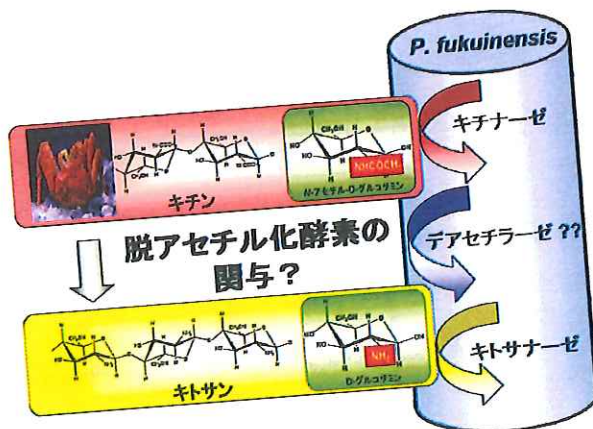 P. fukuinensis
キチナーゼ
NHCOCH₃
N-アセチル-D-グルコサミン
キチン
脱アセチル化酵素の
関与？
デアセチラーゼ??
NH₂
D-グルコサミン
キトサン
キトサナーゼ